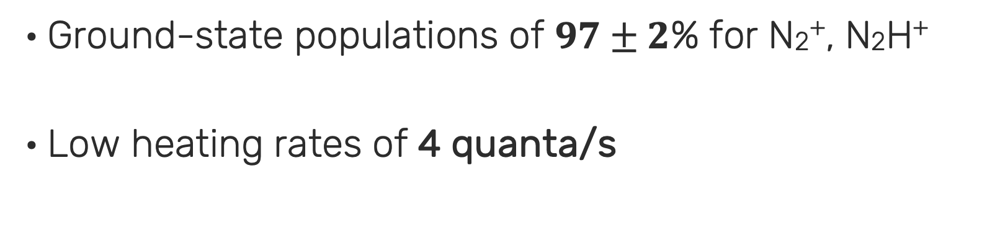 • Ground-state populations of 97 ± 2% for N₂⁺, N₂H⁺
• Low heating rates of 4 quanta/s